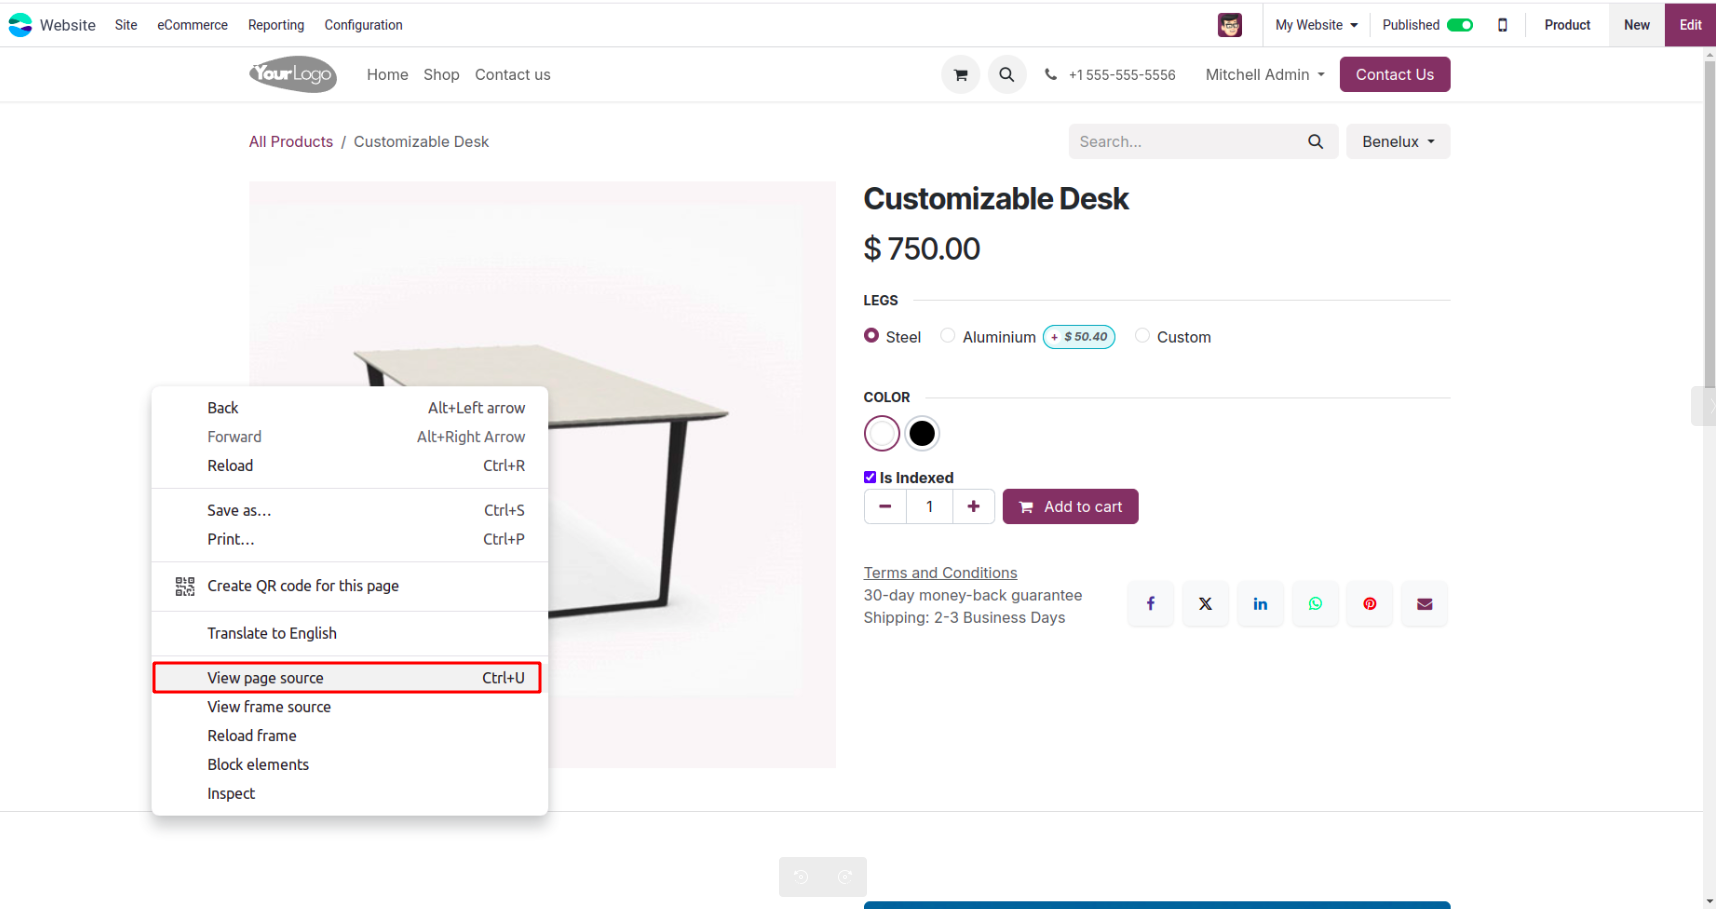 Website Site eCommerce Reporting Configuration My Website Published Product New Edit
YourLogo Home Shop Contact us +1 555-555-5556 Mitchell Admin Contact Us
All Products / Customizable Desk Search... Benelux
Customizable Desk
$ 750.00
LEGS
Steel Aluminium + $ 50.40 Custom
COLOR
Is Indexed
1 Add to cart
Terms and Conditions
30-day money-back guarantee
Shipping: 2-3 Business Days
Back Alt+Left arrow
Forward Alt+Right Arrow
Reload Ctrl+R
Save as... Ctrl+S
Print... Ctrl+P
Create QR code for this page
Translate to English
View page source Ctrl+U
View frame source
Reload frame
Block elements
Inspect